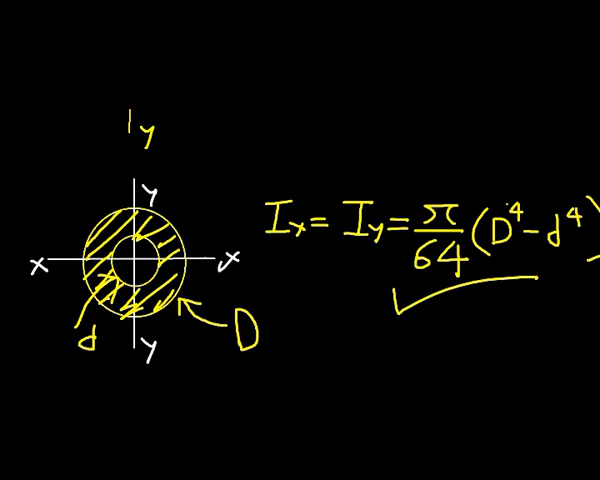 Iy
y
Ix = Iy = π/64 (D⁴ - d⁴)
x x
d D
y